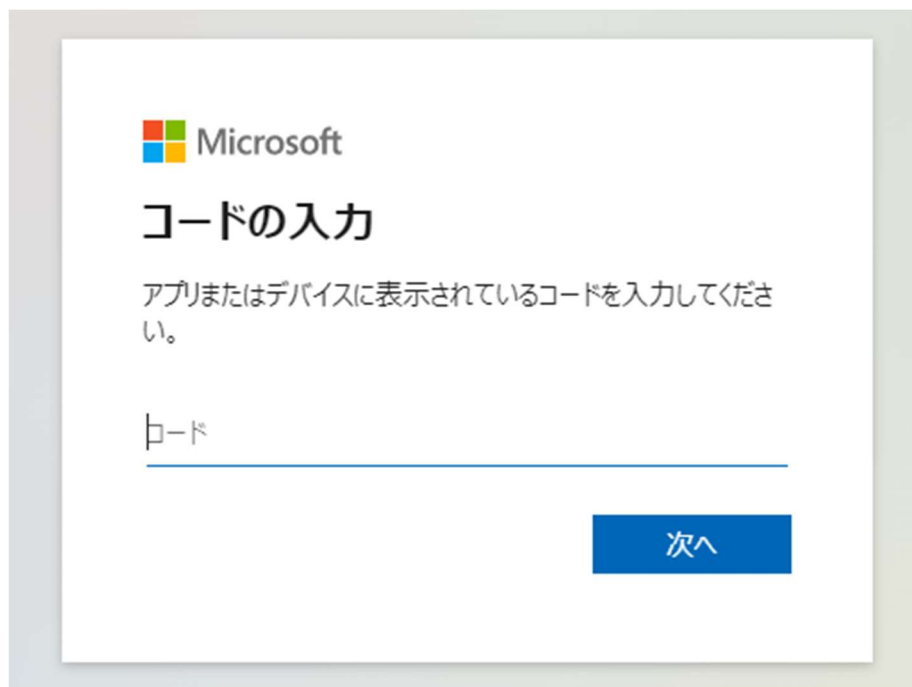 Microsoft
コードの入力
アプリまたはデバイスに表示されているコードを入力してくださ
い。
コード
次へ